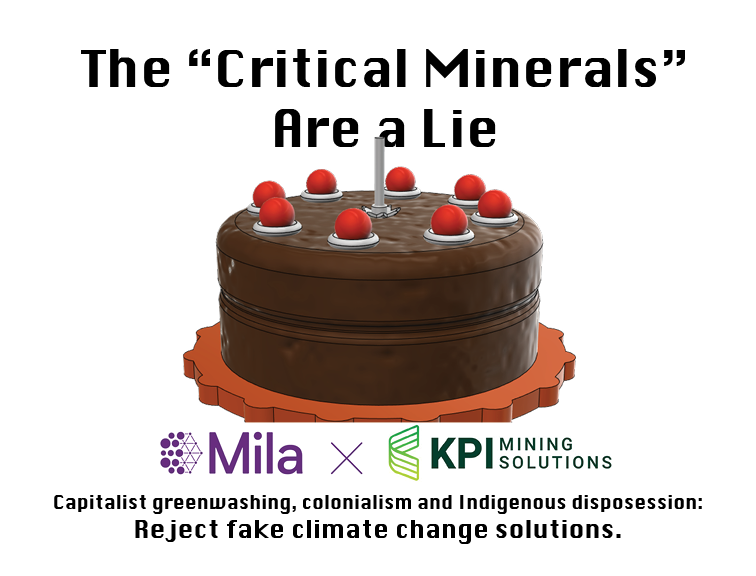 The “Critical Minerals”
Are a Lie
Mila × KPI MINING SOLUTIONS
Capitalist greenwashing, colonialism and Indigenous disposession:
Reject fake climate change solutions.